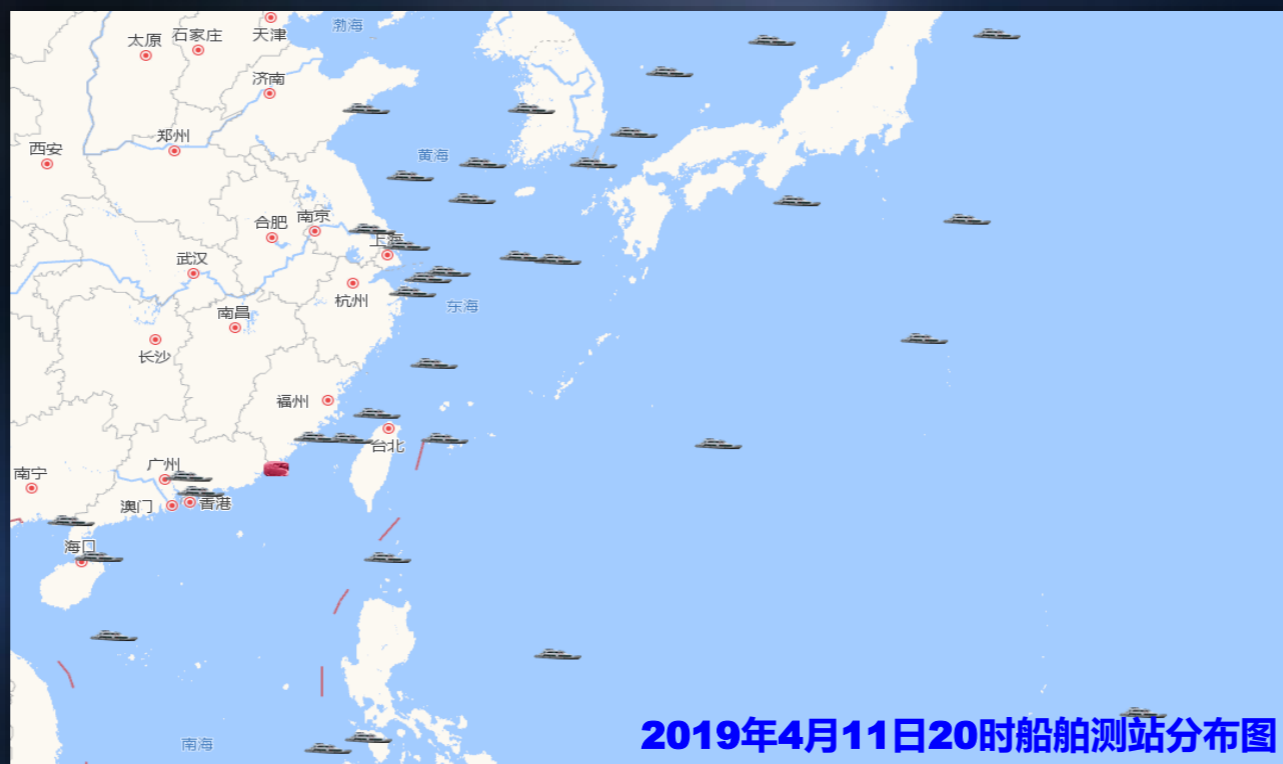 渤海
天津
石家庄
太原
济南
郑州
西安
黄海
南京
合肥
上海
武汉
杭州
东海
南昌
长沙
福州
台北
广州
南宁
香港
澳门
海口
南海
2019年4月11日20时船舶测站分布图